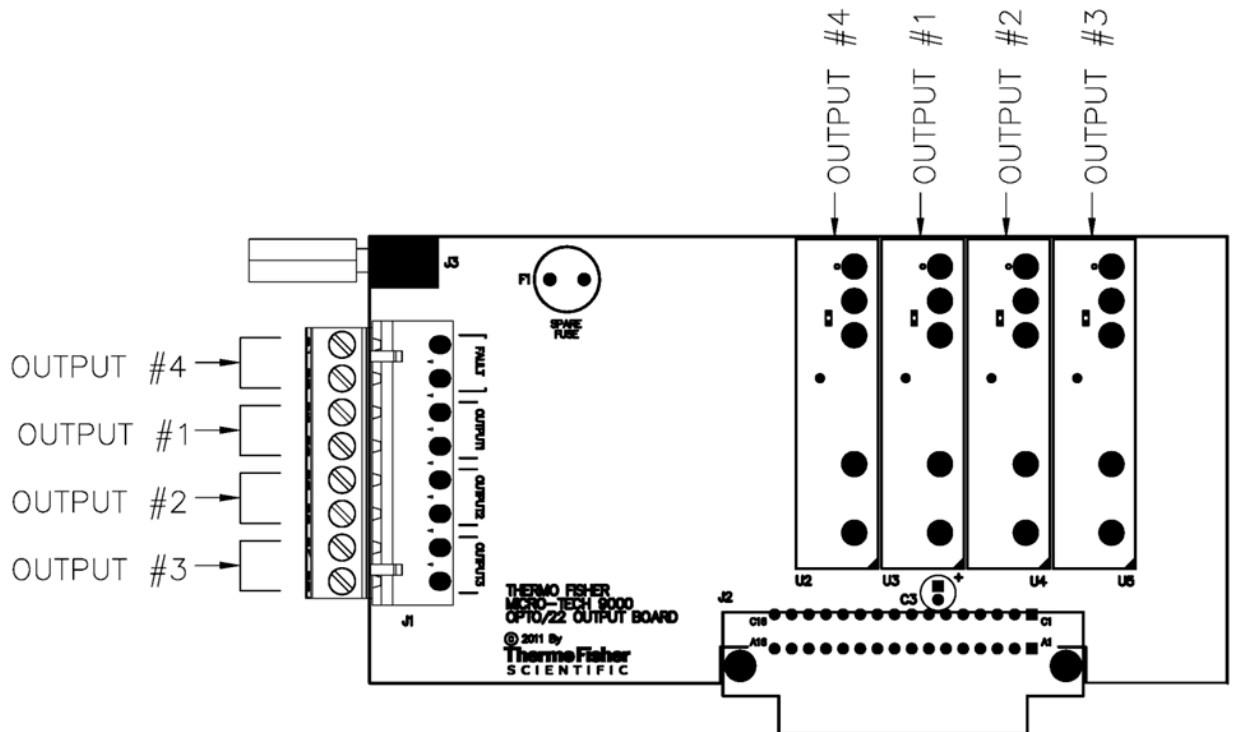 OUTPUT #4
OUTPUT #1
OUTPUT #2
OUTPUT #3
J3
F1
SPARE
FUSE
OUTPUT #4
OUTPUT #1
OUTPUT #2
OUTPUT #3
FAULT
OUTPUT1
OUTPUT2
OUTPUT3
J1
U2
U3
U4
U5
C3
+
J2
C16
C1
A16
A1
THERMO FISHER
MICRO-TECH 9000
OPTO/22 OUTPUT BOARD
© 2011 By
ThermoFisher
SCIENTIFIC